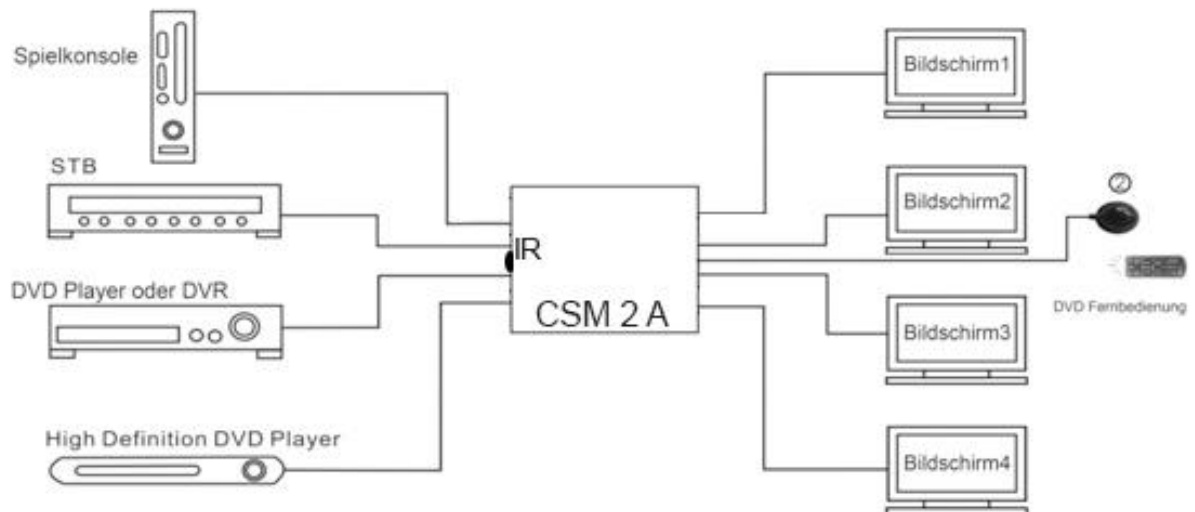 Spielkonsole
STB
DVD Player oder DVR
High Definition DVD Player
IR
CSM 2 A
Bildschirm1
Bildschirm2
②
DVD Fernbedienung
Bildschirm3
Bildschirm4